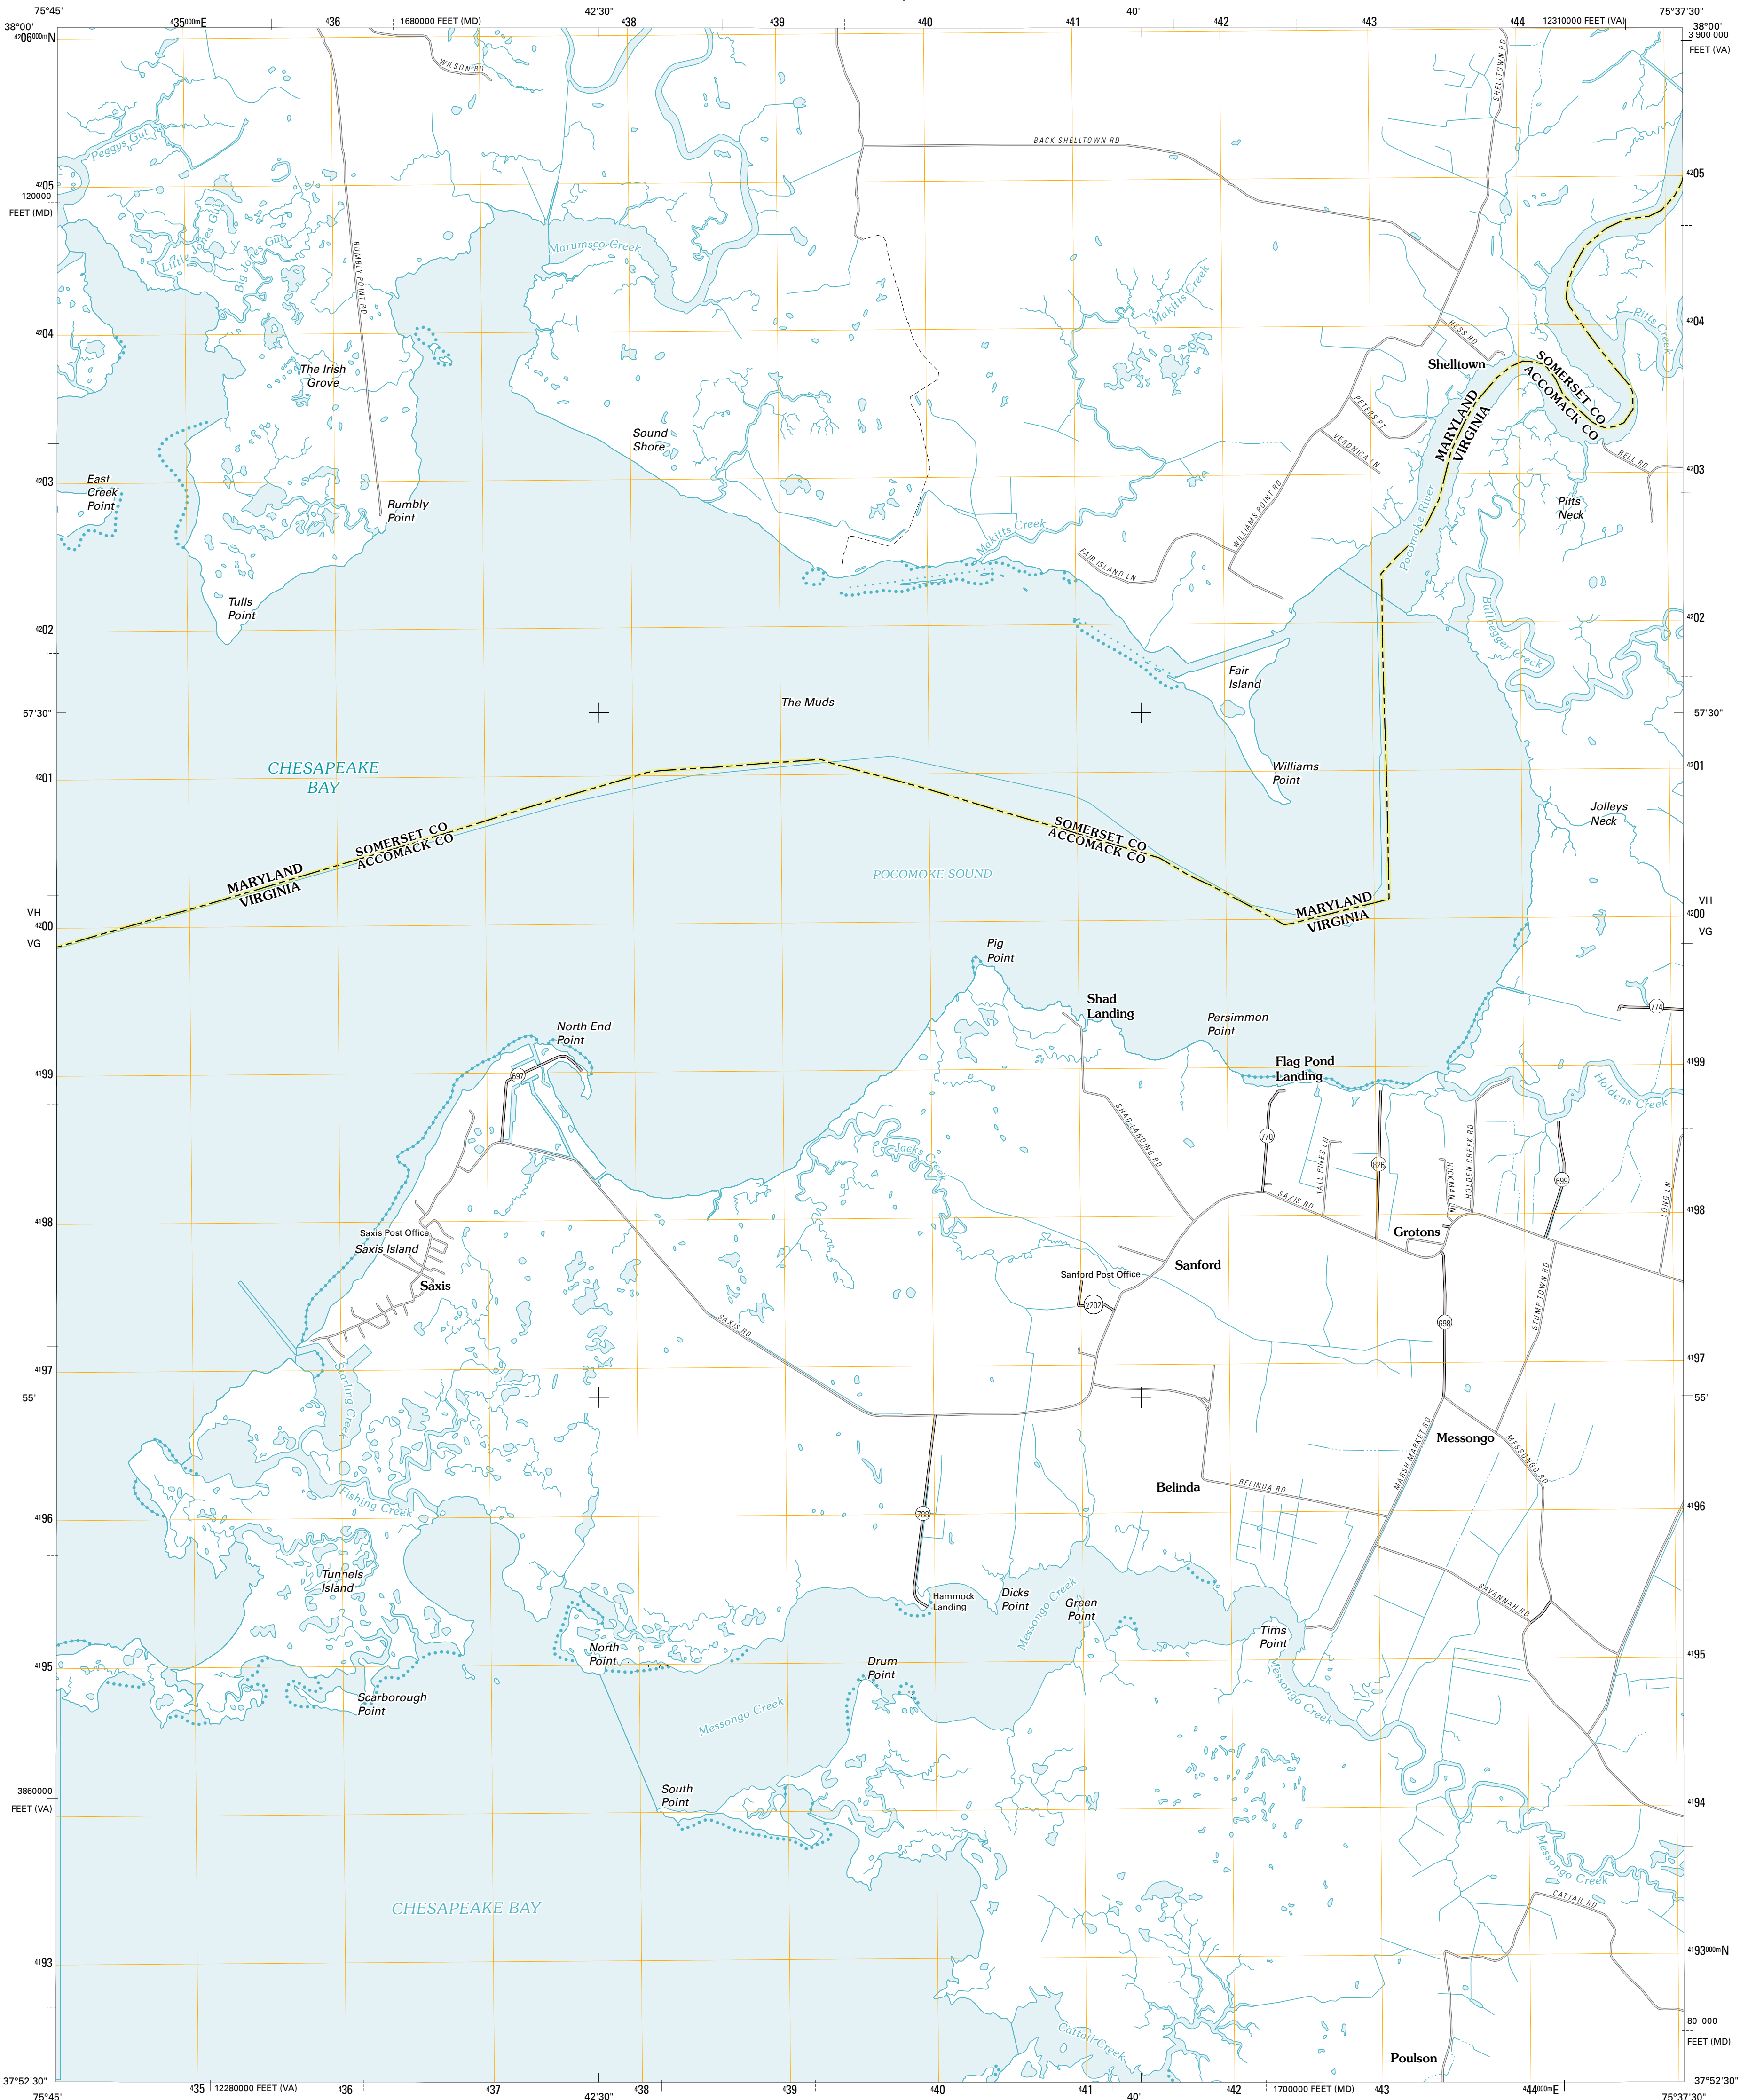 75°45'
⁴35⁰⁰⁰ᵐE
⁴36
1680000 FEET (MD)
42'30"
⁴38
⁴39
⁴40
⁴41
40'
⁴42
⁴43
⁴44
12310000 FEET (VA)
75°37'30"
38°00'
⁴²06⁰⁰⁰ᵐN
38°00'
3 900 000
FEET (VA)
WILSON RD
SHELLTOWN RD
Peggys Gut
BACK SHELLTOWN RD
⁴²05
⁴²05
120000
FEET (MD)
Little Jones Gut
Big Jones Gut
RUMBLY POINT RD
Marumsco Creek
Makitts Creek
Pitts Creek
⁴²04
⁴²04
HESS RD
Shelltown
SOMERSET CO
ACCOMACK CO
The Irish
Grove
PETERS PT
MARYLAND
VIRGINIA
Sound
Shore
VERONICA LN
BELL RD
⁴²03
⁴²03
East
Creek
Point
Rumbly
Point
WILLIAMS POINT RD
Pitts
Neck
Pocomoke River
Makitts Creek
FAIR ISLAND LN
Tulls
Point
Bullbegger Creek
⁴²02
⁴²02
Fair
Island
The Muds
57'30"
57'30"
CHESAPEAKE
BAY
⁴²01
⁴²01
Williams
Point
Jolleys
Neck
SOMERSET CO
ACCOMACK CO
SOMERSET CO
ACCOMACK CO
MARYLAND
VIRGINIA
POCOMOKE SOUND
MARYLAND
VIRGINIA
VH
⁴²00
VG
VH
⁴²00
VG
Pig
Point
Shad
Landing
774
Persimmon
Point
North End
Point
Flag Pond
Landing
697
⁴¹99
⁴¹99
Holdens Creek
SHAD LANDING RD
770
TALL PINES LN
826
HICKMAN LN
HOLDEN CREEK RD
699
LONG LN
Jacks Creek
SAXIS RD
⁴¹98
⁴¹98
Saxis Post Office
Saxis Island
Grotons
Saxis
Sanford
Sanford Post Office
2202
698
STUMP TOWN RD
SAXIS RD
⁴¹97
⁴¹97
Starling Creek
55'
55'
MARSH MARKET RD
Messongo
MESSONGO RD
Belinda
BELINDA RD
Fishing Creek
788
⁴¹96
⁴¹96
Tunnels
Island
Hammock
Landing
Dicks
Point
Messongo Creek
Green
Point
SAVANNAH RD
Tims
Point
North
Point
Drum
Point
⁴¹95
⁴¹95
Scarborough
Point
Messongo Creek
Messongo Creek
3860000
FEET (VA)
South
Point
⁴¹94
Messongo Creek
CATTAIL RD
CHESAPEAKE BAY
⁴¹93
⁴¹93⁰⁰⁰ᵐN
80 000
FEET (MD)
Cattail Creek
Poulson
37°52'30"
37°52'30"
75°45'
⁴35
12280000 FEET (VA)
⁴36
⁴37
42'30"
⁴38
⁴39
⁴40
⁴41
40'
⁴42
1700000 FEET (MD)
⁴43
⁴44⁰⁰⁰ᵐE
75°37'30"